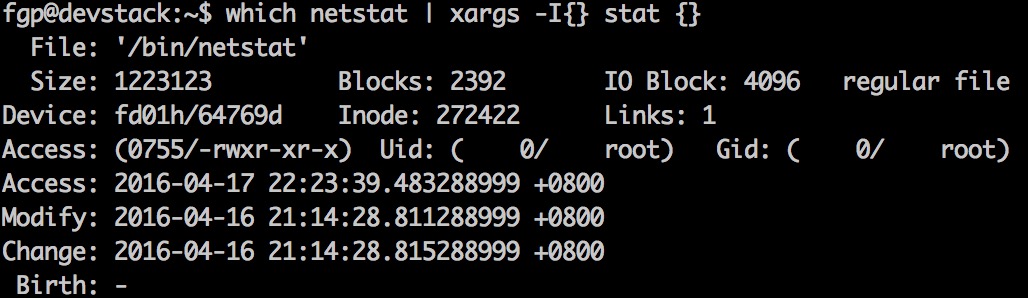 fgp@devstack:~$ which netstat | xargs -I{} stat {}
  File: '/bin/netstat'
  Size: 1223123         Blocks: 2392       IO Block: 4096   regular file
Device: fd01h/64769d    Inode: 272422      Links: 1
Access: (0755/-rwxr-xr-x)  Uid: (    0/    root)   Gid: (    0/    root)
Access: 2016-04-17 22:23:39.483288999 +0800
Modify: 2016-04-16 21:14:28.811288999 +0800
Change: 2016-04-16 21:14:28.815288999 +0800
 Birth: -